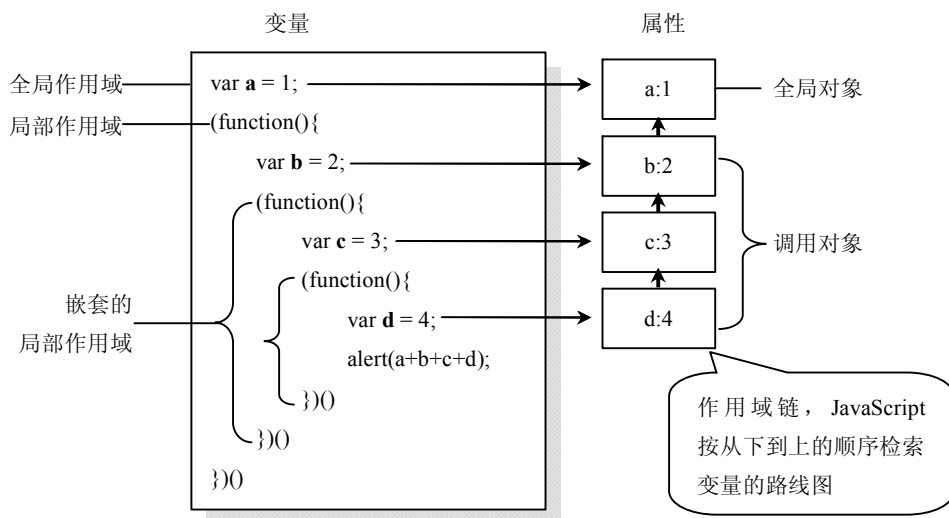 变量
属性
全局作用域
var a = 1;
a:1
全局对象
局部作用域
(function(){
var b = 2;
b:2
(function(){
var c = 3;
c:3
调用对象
(function(){
嵌套的
局部作用域
var d = 4;
d:4
alert(a+b+c+d);
})()
})()
})()
作用域链，JavaScript
按从下到上的顺序检索
变量的路线图